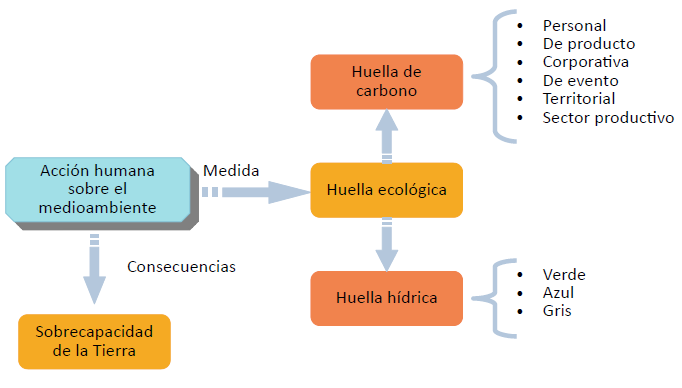 Acción humana
sobre el
medioambiente
Medida
Consecuencias
Sobrecapacidad
de la Tierra
Huella ecológica
Huella de
carbono
• Personal
• De producto
• Corporativa
• De evento
• Territorial
• Sector productivo
Huella hídrica
• Verde
• Azul
• Gris